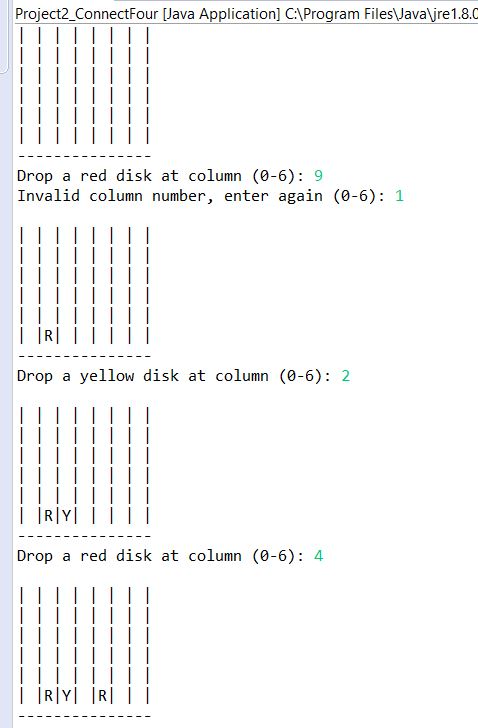 Project2_ConnectFour [Java Application] C:\Program Files\Java\jre1.8.0
| | | | | | | |
| | | | | | | |
| | | | | | | |
| | | | | | | |
| | | | | | | |
| | | | | | | |
---------------
Drop a red disk at column (0-6): 9
Invalid column number, enter again (0-6): 1
| | | | | | | |
| | | | | | | |
| | | | | | | |
| | | | | | | |
| | | | | | | |
| |R| | | | | |
---------------
Drop a yellow disk at column (0-6): 2
| | | | | | | |
| | | | | | | |
| | | | | | | |
| | | | | | | |
| | | | | | | |
| |R|Y| | | | |
---------------
Drop a red disk at column (0-6): 4
| | | | | | | |
| | | | | | | |
| | | | | | | |
| | | | | | | |
| | | | | | | |
| |R|Y| |R| | |
---------------